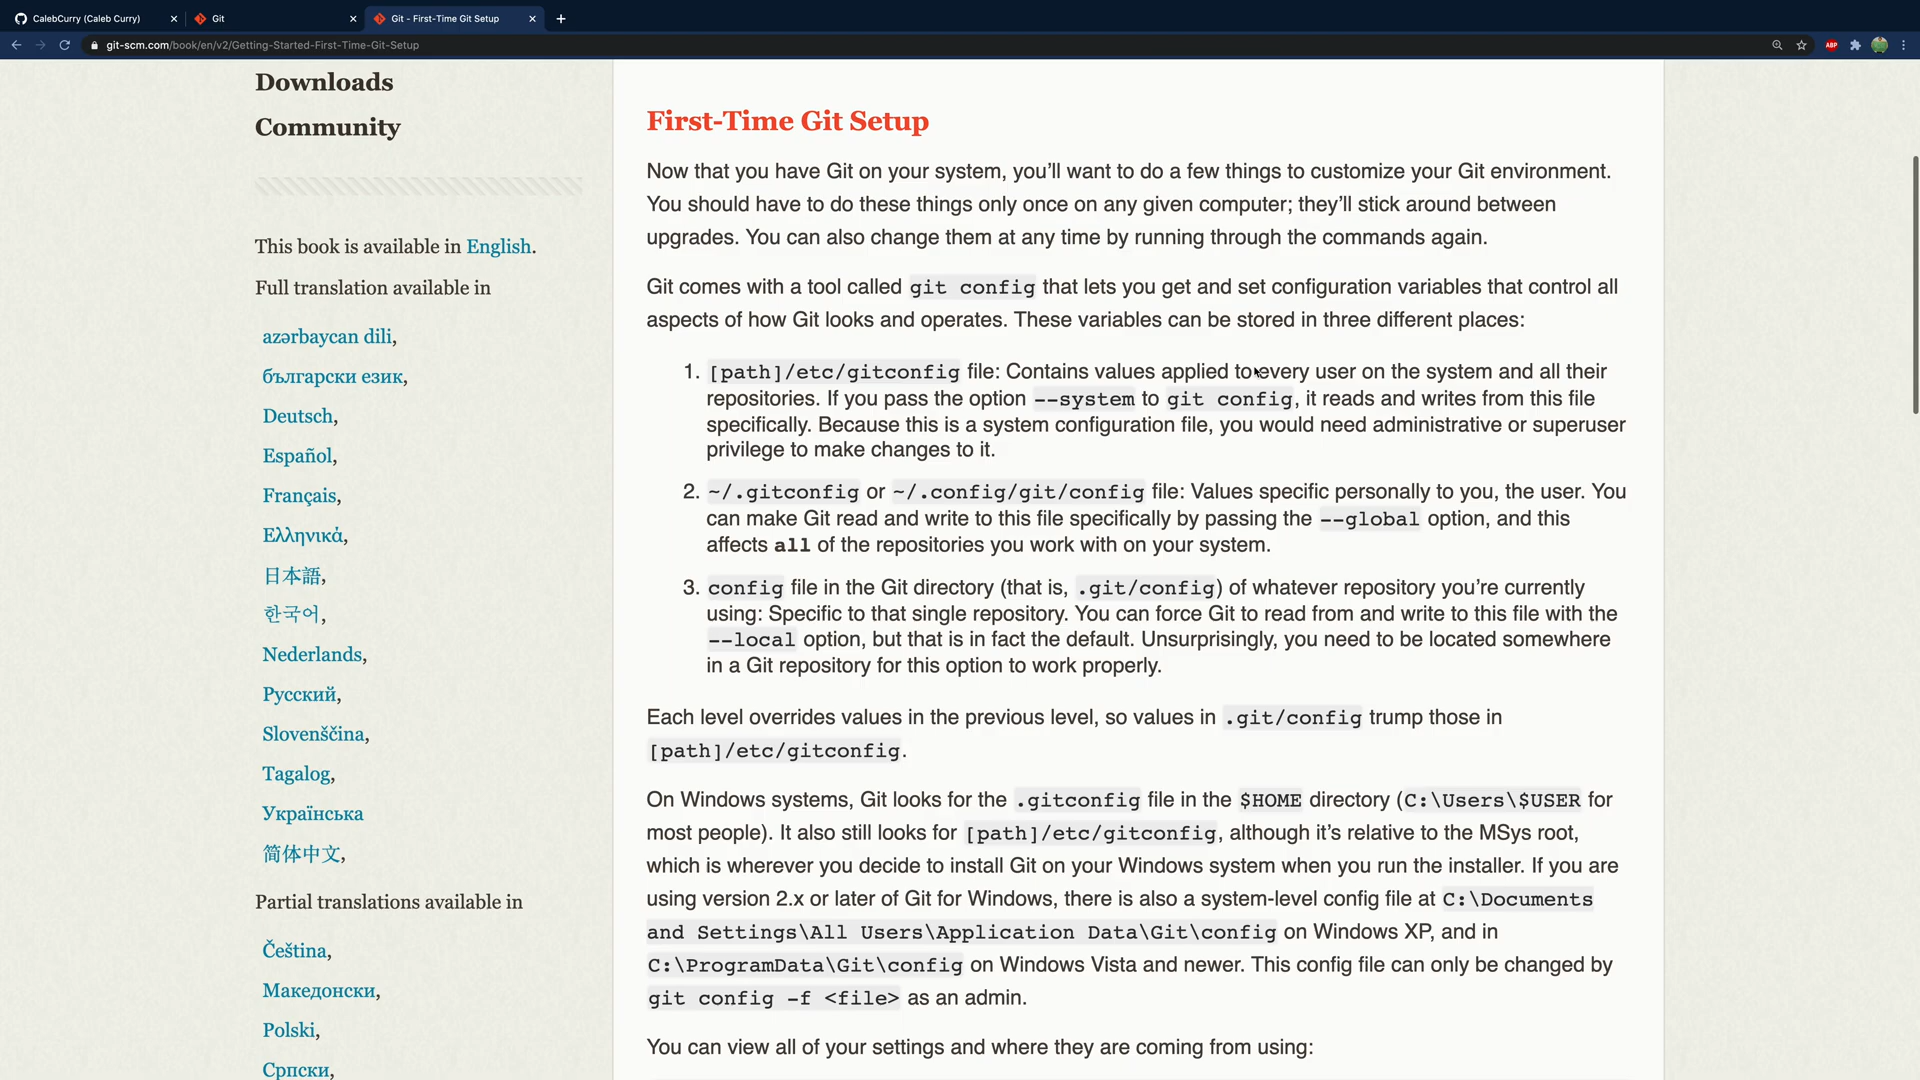 CalebCurry (Caleb Curry)
Git
Git - First-Time Git Setup
git-scm.com/book/en/v2/Getting-Started-First-Time-Git-Setup
ABP
Downloads
Community
This book is available in English.
Full translation available in
azərbaycan dili,
български език,
Deutsch,
Español,
Français,
Ελληνικά,
日本語,
한국어,
Nederlands,
Русский,
Slovenščina,
Tagalog,
Українська
简体中文,
Partial translations available in
Čeština,
Македонски,
Polski,
Српски,
First-Time Git Setup
Now that you have Git on your system, you’ll want to do a few things to customize your Git environment.
You should have to do these things only once on any given computer; they’ll stick around between
upgrades. You can also change them at any time by running through the commands again.
Git comes with a tool called git config that lets you get and set configuration variables that control all
aspects of how Git looks and operates. These variables can be stored in three different places:
1. [path]/etc/gitconfig file: Contains values applied to every user on the system and all their
repositories. If you pass the option --system to git config, it reads and writes from this file
specifically. Because this is a system configuration file, you would need administrative or superuser
privilege to make changes to it.
2. ~/.gitconfig or ~/.config/git/config file: Values specific personally to you, the user. You
can make Git read and write to this file specifically by passing the --global option, and this
affects all of the repositories you work with on your system.
3. config file in the Git directory (that is, .git/config) of whatever repository you’re currently
using: Specific to that single repository. You can force Git to read from and write to this file with the
--local option, but that is in fact the default. Unsurprisingly, you need to be located somewhere
in a Git repository for this option to work properly.
Each level overrides values in the previous level, so values in .git/config trump those in
[path]/etc/gitconfig.
On Windows systems, Git looks for the .gitconfig file in the $HOME directory (C:\Users\$USER for
most people). It also still looks for [path]/etc/gitconfig, although it’s relative to the MSys root,
which is wherever you decide to install Git on your Windows system when you run the installer. If you are
using version 2.x or later of Git for Windows, there is also a system-level config file at C:\Documents
and Settings\All Users\Application Data\Git\config on Windows XP, and in
C:\ProgramData\Git\config on Windows Vista and newer. This config file can only be changed by
git config -f <file> as an admin.
You can view all of your settings and where they are coming from using: